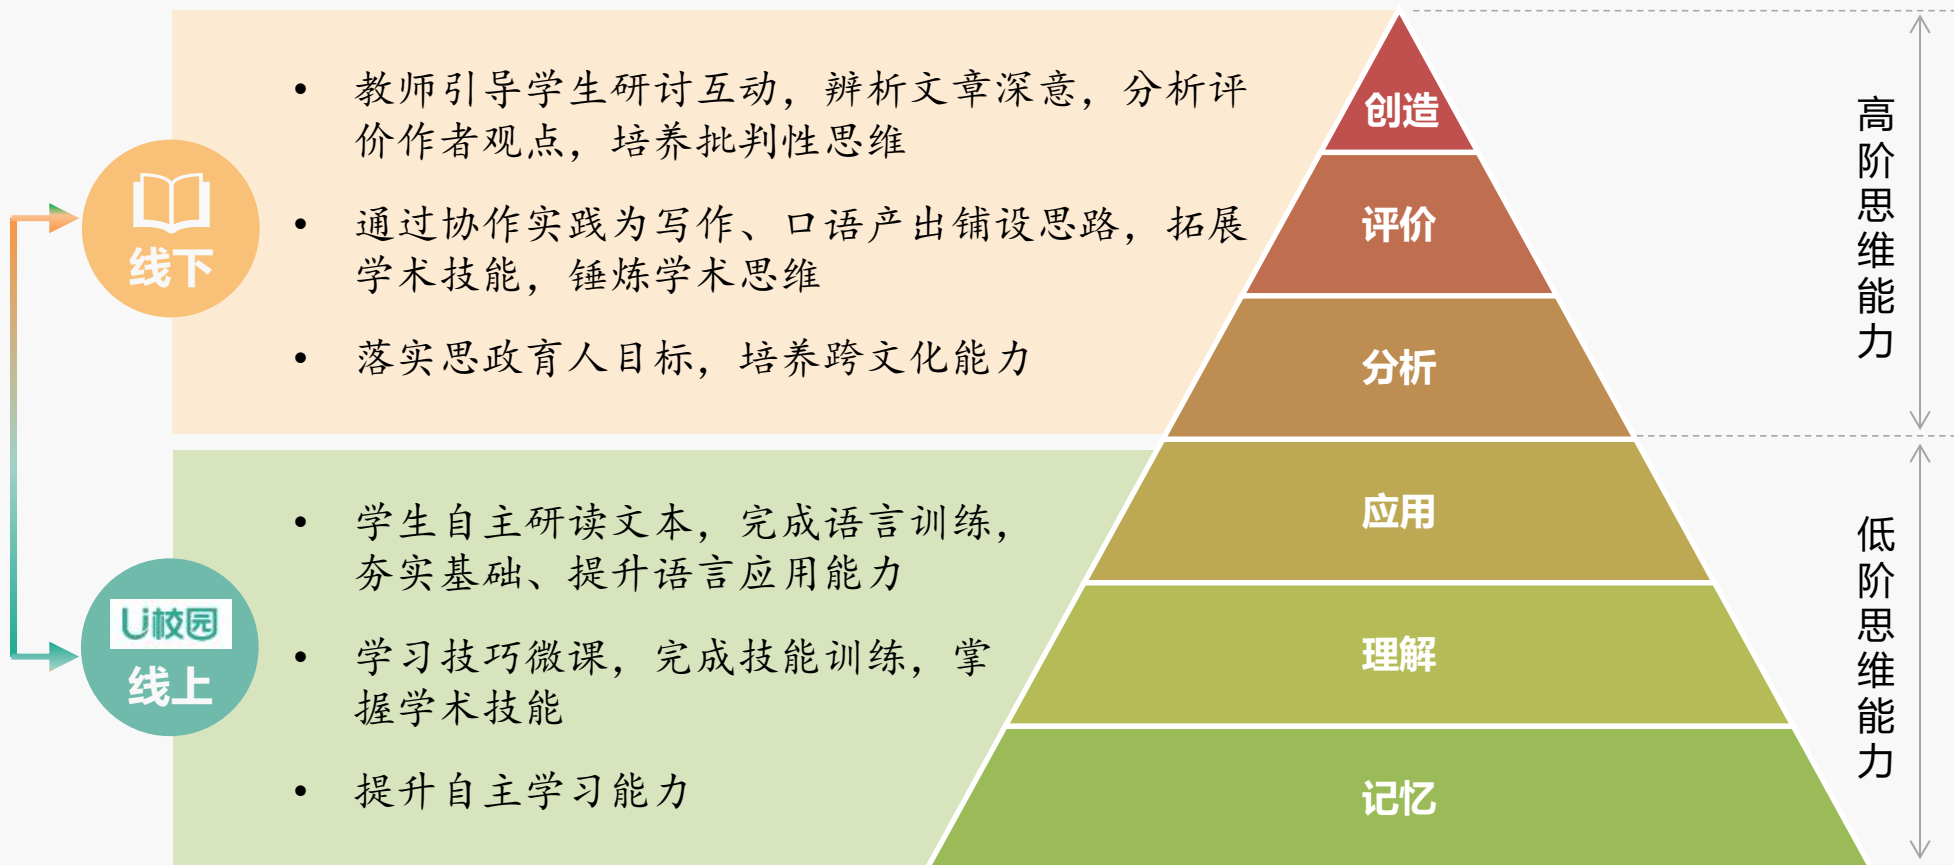 • 教师引导学生研讨互动，辨析文章深意，分析评
价作者观点，培养批判性思维
• 通过协作实践为写作、口语产出铺设思路，拓展
学术技能，锤炼学术思维
• 落实思政育人目标，培养跨文化能力
线下
• 学生自主研读文本，完成语言训练，
夯实基础、提升语言应用能力
• 学习技巧微课，完成技能训练，掌
握学术技能
• 提升自主学习能力
U校园
线上
创造
评价
分析
应用
理解
记忆
高阶思维能力
低阶思维能力